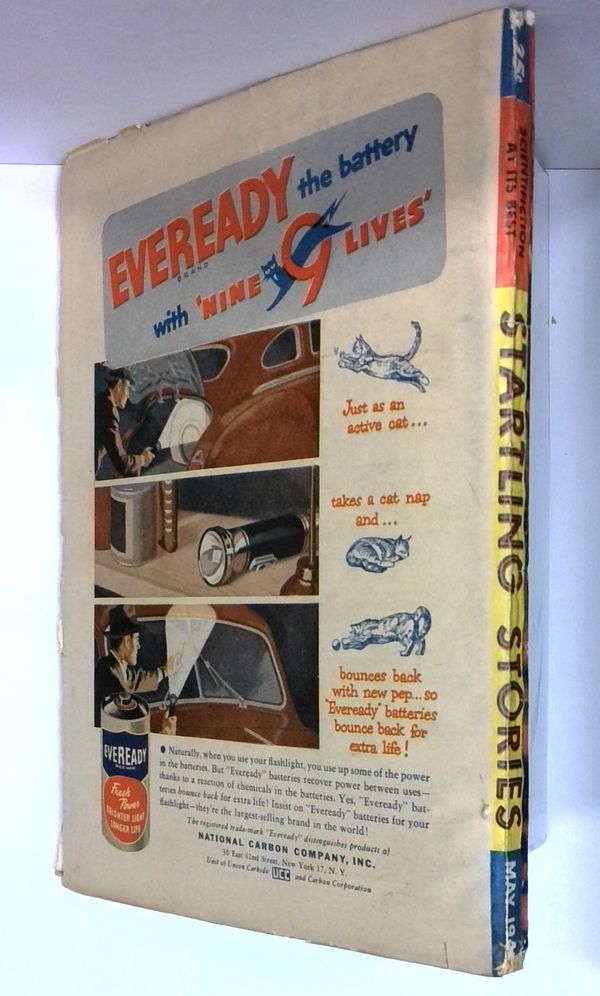 EVEREADY the battery
BRAND
with 'NINE 9 LIVES'
Just as an
active cat...
takes a cat nap
and...
bounces back
with new pep...so
"Eveready" batteries
bounce back for
extra life!
EVEREADY
TRADE MARK
Fresh
Power
BRIGHTER LIGHT
LONGER LIFE
• Naturally, when you use your flashlight, you use up some of the power
in the batteries. But "Eveready" batteries recover power between uses—
thanks to a reaction of chemicals in the batteries. Yes, "Eveready" bat-
teries bounce back for extra life! Insist on "Eveready" batteries for your
flashlight—they're the largest-selling brand in the world!
The registered trade-mark "Eveready" distinguishes products of
NATIONAL CARBON COMPANY, INC.
30 East 42nd Street, New York 17, N. Y.
Unit of Union Carbide UCC and Carbon Corporation
25¢
SCIENTIFICTION
AT ITS BEST
STARTLING STORIES
MAY, 194